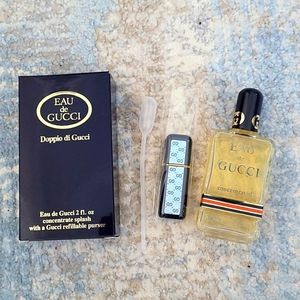 EAU
de
GUCCI
Doppio di Gucci
Eau de Gucci 2 fl. oz
concentrate splash
with a Gucci refillable purser
EAU
de
GUCCI